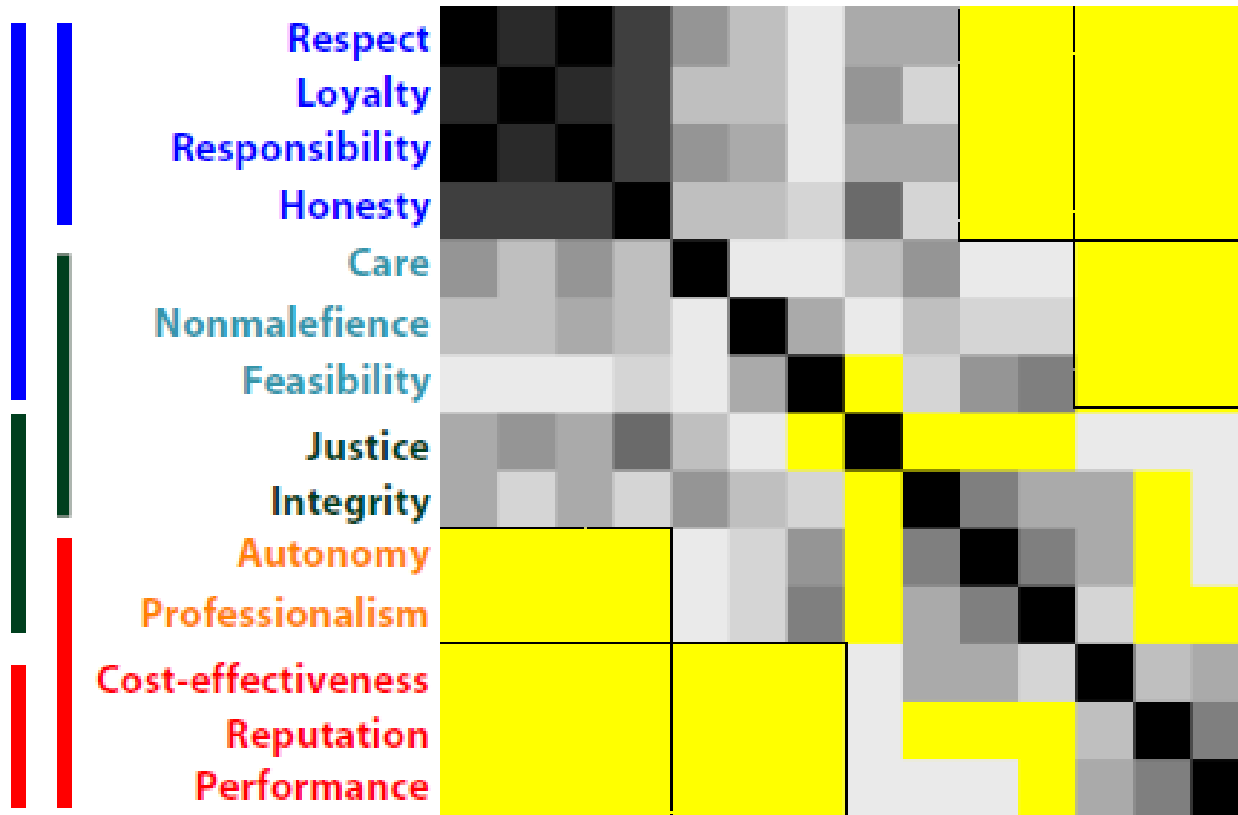 Respect
Loyalty
Responsibility
Honesty
Care
Nonmalefience
Feasibility
Justice
Integrity
Autonomy
Professionalism
Cost-effectiveness
Reputation
Performance